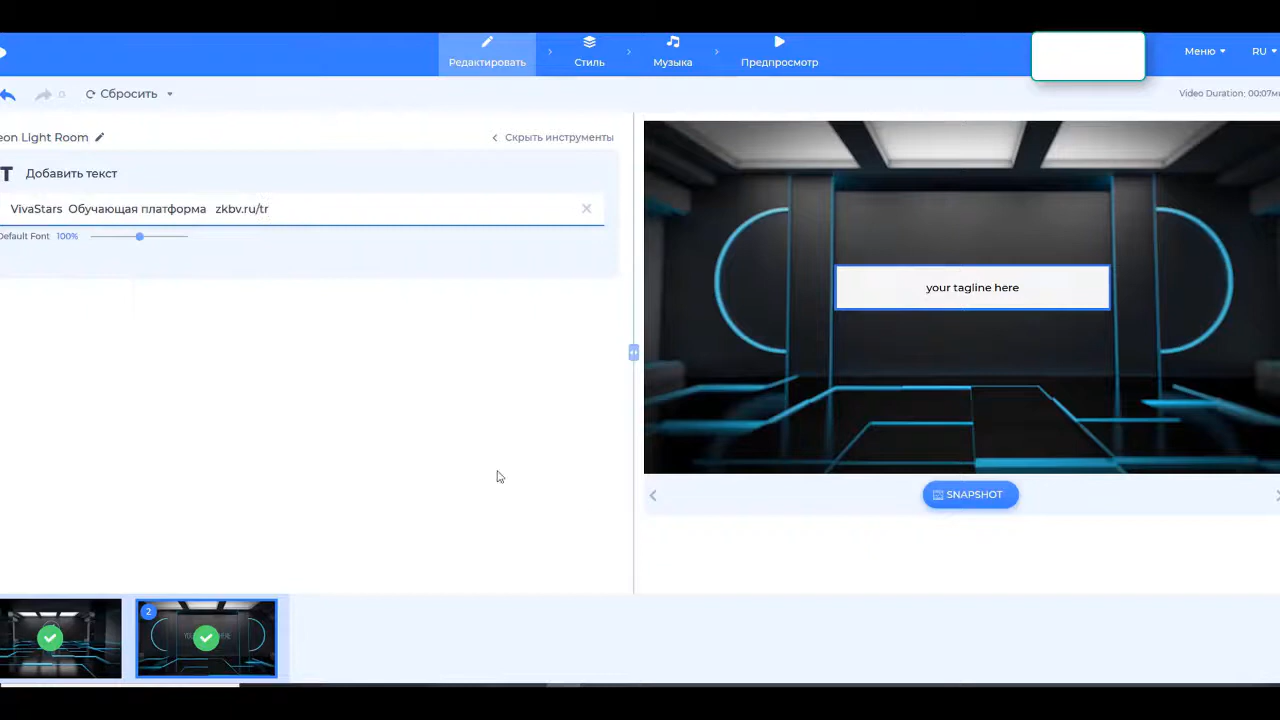 Редактировать
Стиль
Музыка
Предпросмотр
Меню
RU
0
Сбросить
Video Duration; 00:07
eon Light Room
Скрыть инструменты
T Добавить текст
VivaStars Обучающая платформа zkbv.ru/tr
Default Font 100%
your tagline here
SNAPSHOT
2